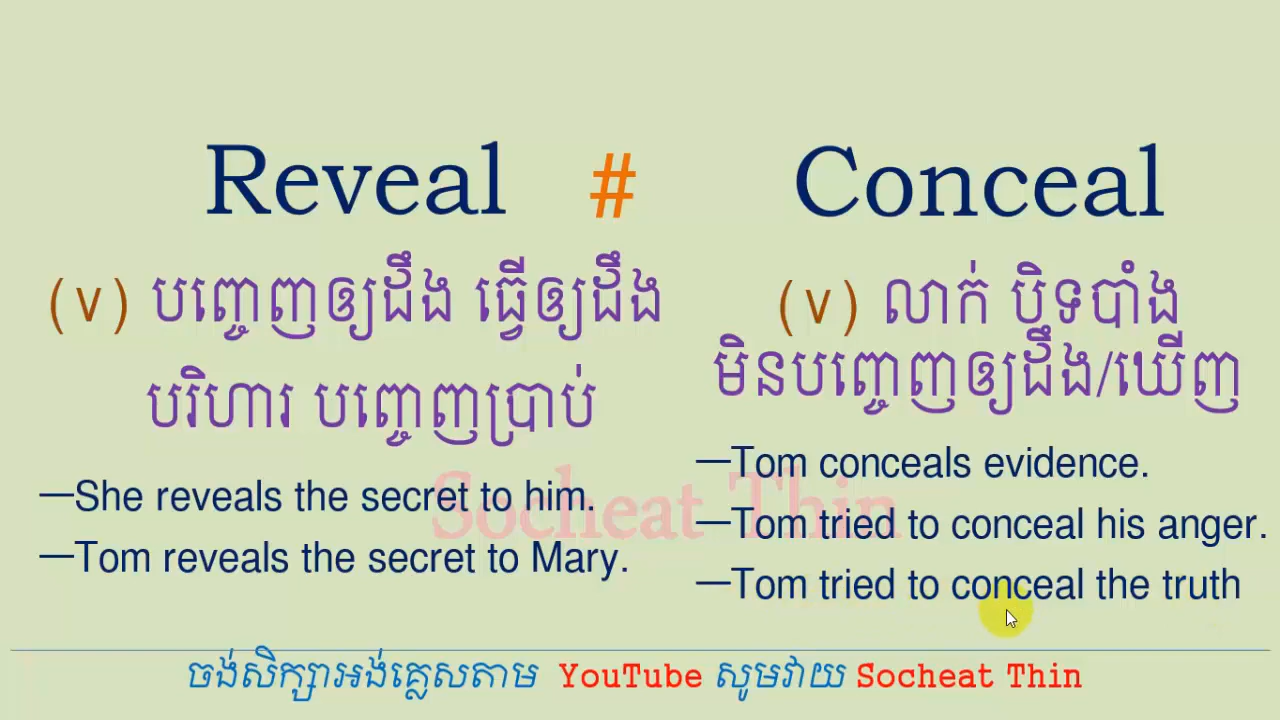 Reveal # Conceal
(v) បញ្ចេញឲ្យដឹង ធ្វើឲ្យដឹង
បរិហារ បញ្ចេញប្រាប់
—She reveals the secret to him.
—Tom reveals the secret to Mary.
(v) លាក់ បិទបាំង
មិនបញ្ចេញឲ្យដឹង/ឃើញ
—Tom conceals evidence.
—Tom tried to conceal his anger.
—Tom tried to conceal the truth
Socheat Thin
ចង់សិក្សាអង់គ្លេសតាម YouTube សូមវាយ Socheat Thin